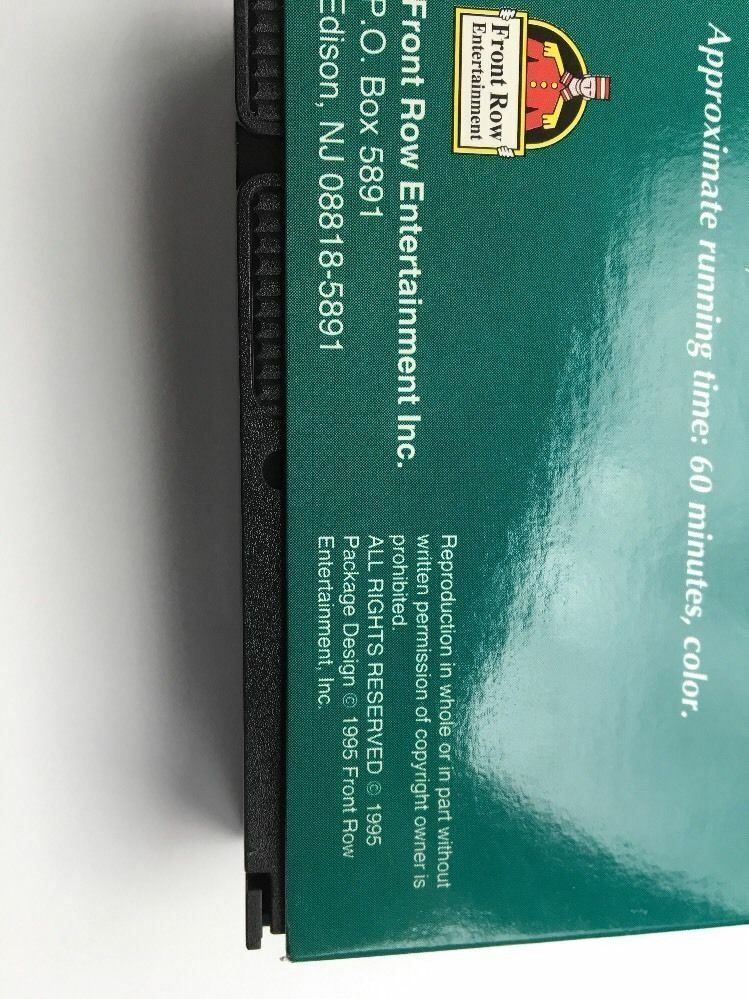 Approximate running time: 60 minutes, color.
Front Row
Entertainment
Front Row Entertainment Inc.
P.O. Box 5891
Edison, NJ 08818-5891
Reproduction in whole or in part without
written permission of copyright owner is
prohibited.
ALL RIGHTS RESERVED © 1995
Package Design © 1995 Front Row
Entertainment, Inc.